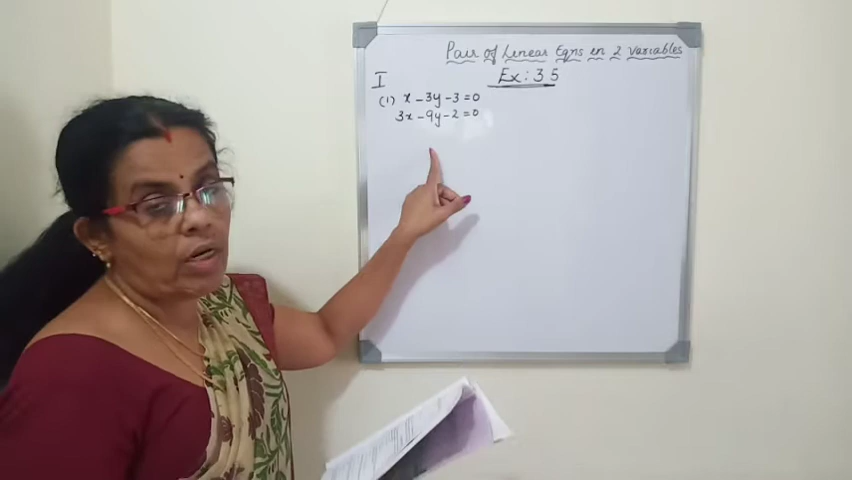 Pair of Linear Eqns in 2 Variables
Ex: 3 5
I
(1) x - 3y - 3 = 0
3x - 9y - 2 = 0